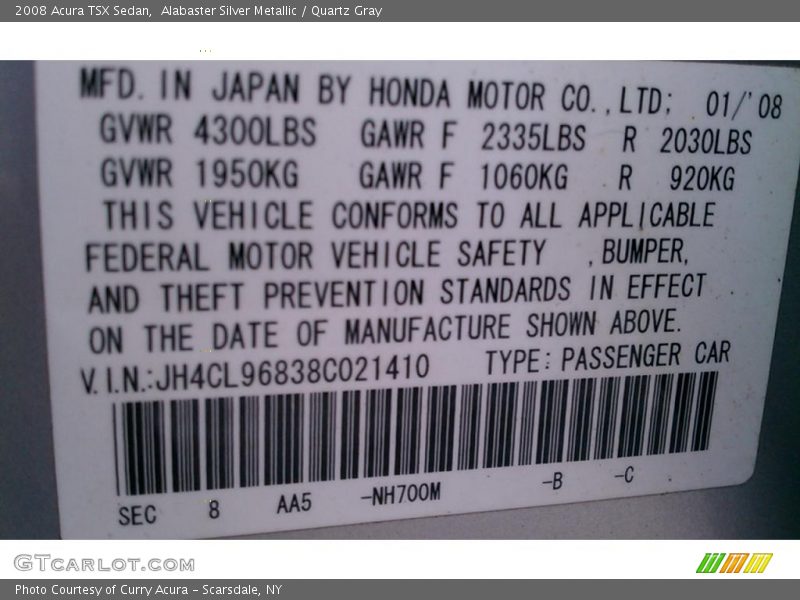 2008 Acura TSX Sedan,  Alabaster Silver Metallic / Quartz Gray
MFD. IN JAPAN BY HONDA MOTOR CO.,LTD; 01/'08
GVWR 4300LBS GAWR F 2335LBS R 2030LBS
GVWR 1950KG GAWR F 1060KG R 920KG
THIS VEHICLE CONFORMS TO ALL APPLICABLE
FEDERAL MOTOR VEHICLE SAFETY ,BUMPER,
AND THEFT PREVENTION STANDARDS IN EFFECT
ON THE DATE OF MANUFACTURE SHOWN ABOVE.
V.I.N.:JH4CL96838C021410 TYPE: PASSENGER CAR
SEC 8 AA5 -NH700M -B -C
GTCARLOT.COM
Photo Courtesy of Curry Acura - Scarsdale, NY